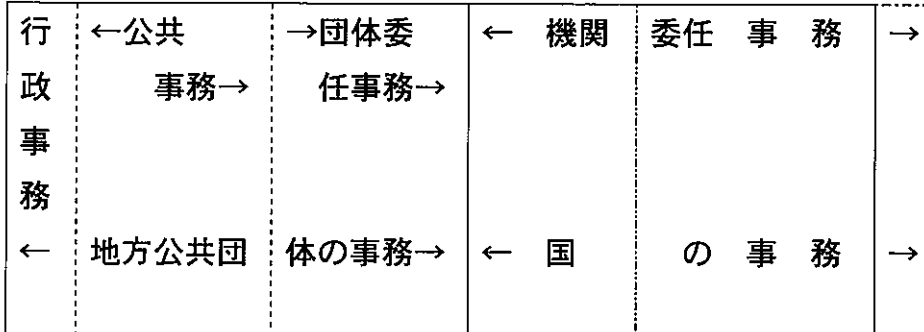 行政事務
←公共
事務→
→団体委
任事務→
← 機関 委任 事 務 →
← 地方公共団 体の事務→
← 国 の 事 務 →